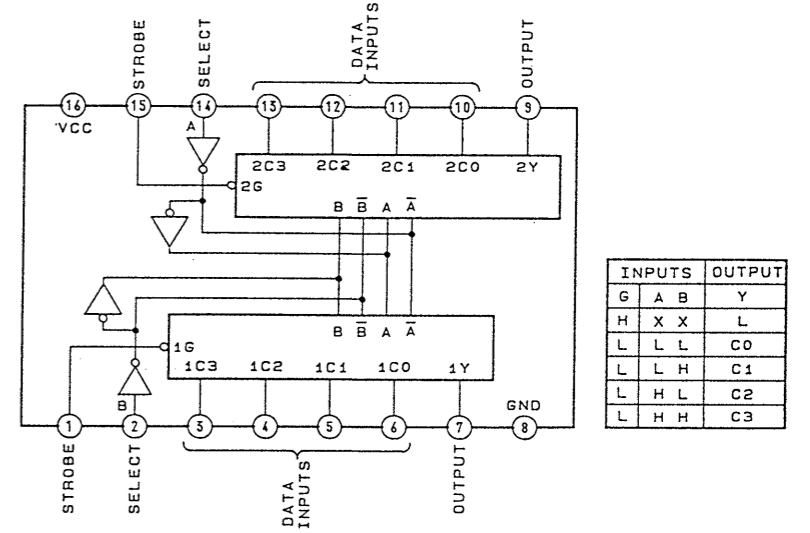 STROBE
SELECT
DATA
INPUTS
OUTPUT
16 15 14 13 12 11 10 9
VCC
A
2C3 2C2 2C1 2C0 2Y
2G
B B̅ A A̅
B B̅ A A̅
1G
1C3 1C2 1C1 1C0 1Y
B
GND
1 2 3 4 5 6 7 8
STROBE
SELECT
DATA
INPUTS
OUTPUT
INPUTS OUTPUT
G A B Y
H X X L
L L L C0
L L H C1
L H L C2
L H H C3